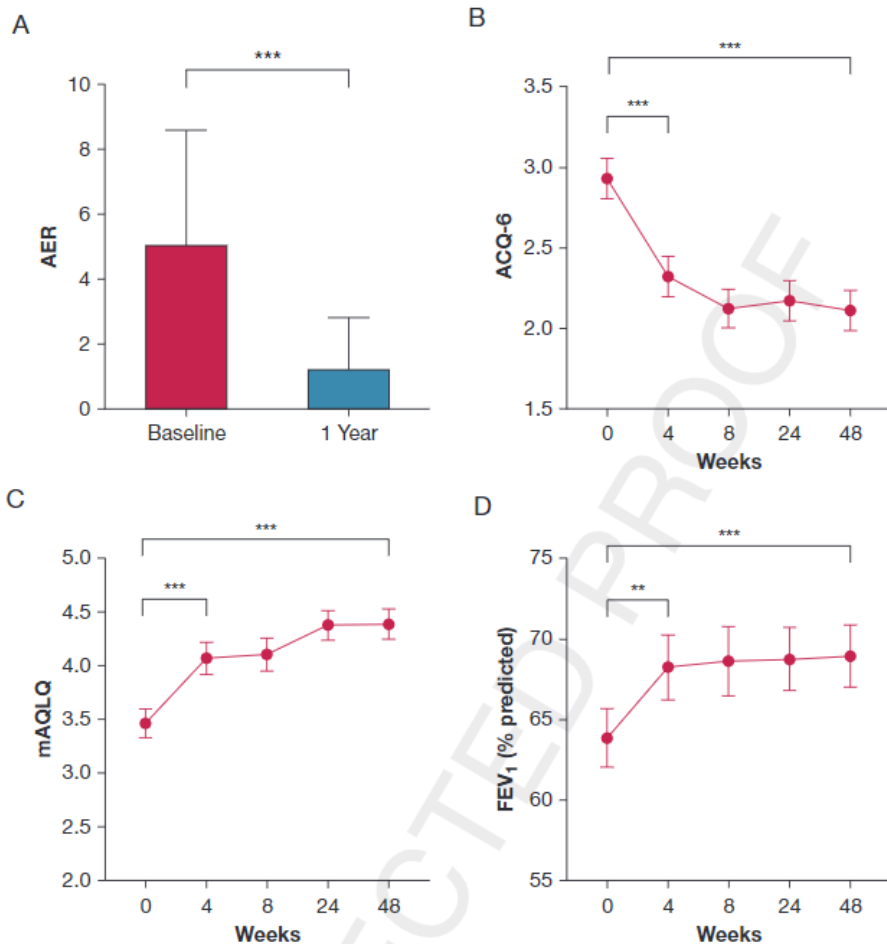 A
***
10
8
6
4
2
0
AER
Baseline
1 Year
B
***
***
3.5
3.0
2.5
2.0
1.5
ACQ-6
0 4 8 24 48
Weeks
C
***
***
5.0
4.5
4.0
3.5
3.0
2.5
2.0
mAQLQ
0 4 8 24 48
Weeks
D
***
**
75
70
65
60
55
FEV₁ (% predicted)
0 4 8 24 48
Weeks
ECTED PROOF